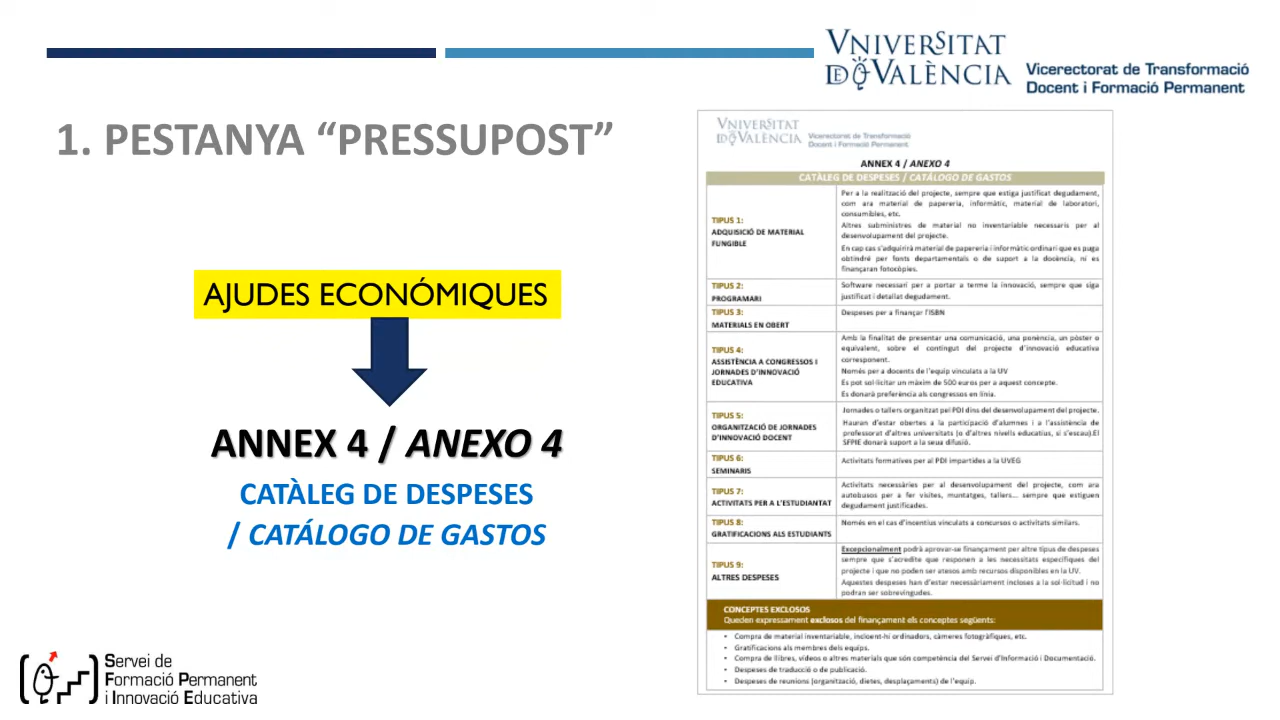 VNIVERSITAT
DE VALÈNCIA
Vicerectorat de Transformació
Docent i Formació Permanent
1. PESTANYA “PRESSUPOST”
AJUDES ECONÓMIQUES
ANNEX 4 / ANEXO 4
CATÀLEG DE DESPESES
/ CATÁLOGO DE GASTOS
Servei de
Formació Permanent
i Innovació Educativa
VNIVERSITAT
DE VALÈNCIA
Vicerectorat de Transformació
Docent i Formació Permanent
ANNEX 4 / ANEXO 4
CATÀLEG DE DESPESES / CATÁLOGO DE GASTOS
TIPUS 1:
ADQUISICIÓ DE MATERIAL
FUNGIBLE
Per a la realització del projecte, sempre que estiga justificat degudament,
com ara material de papereria, informàtic, material de laboratori,
consumibles, etc.
Altres subministres de material no inventariable necessaris per al
desenvolupament del projecte.
En cap cas s'adquirirà material de papereria i informàtic ordinari que es puga
obtindré per fonts departamentals o de suport a la docència, ni es
finançaran fotocòpies.
TIPUS 2:
PROGRAMARI
Software necessari per a portar a terme la innovació, sempre que siga
justificat i detallat degudament.
TIPUS 3:
MATERIALS EN OBERT
Despeses per a finançar l'ISBN
TIPUS 4:
ASSISTÈNCIA A CONGRESSOS I
JORNADES D'INNOVACIÓ
EDUCATIVA
Amb la finalitat de presentar una comunicació, una ponència, un pòster o
equivalent, sobre el contingut del projecte d'innovació educativa
corresponent.
Només per a docents de l'equip vinculats a la UV
Es pot sol·licitar un màxim de 500 euros per a aquest concepte.
Es donarà preferència als congressos en línia.
TIPUS 5:
ORGANITZACIÓ DE JORNADES
D'INNOVACIÓ DOCENT
Jornades o tallers organitzat pel PDI dins del desenvolupament del projecte.
Hauran d'estar obertes a la participació d'alumnes i a l'assistència de
professorat d'altres universitats (o d'altres nivells educatius, si s'escau).El
SFPIE donarà support a la seua difusió.
TIPUS 6:
SEMINARIS
Activitats formatives per al PDI impartides a la UVEG
TIPUS 7:
ACTIVITATS PER A L'ESTUDIANTAT
Activitats necessàries per al desenvolupament del projecte, com ara
autobusos per a fer visites, muntatges, tallers... sempre que estiguen
degudament justificades.
TIPUS 8:
GRATIFICACIONS ALS ESTUDIANTS
Només en el cas d'incentius vinculats a concursos o activitats similars.
TIPUS 9:
ALTRES DESPESES
Excepcionalment podrà aprovar-se finançament per altre tipus de despeses
sempre que s'acredite que responen a les necessitats específiques del
projecte i que no poden ser atesos amb recursos disponibles en la UV.
Aquestes despeses han d'estar necessàriament incloses a la sol·licitud i no
podran ser sobrevingudes.
CONCEPTES EXCLOSOS
Queden expressament exclosos del finançament els conceptes següents:
• Compra de material inventariable, incloent-hi ordinadors, càmeres fotogràfiques, etc.
• Gratificacions als membres dels equips.
• Compra de llibres, vídeos o altres materials que són competència del Servei d'Informació i Documentació.
• Despeses de traducció o de publicació.
• Despeses de reunions (organització, dietes, desplaçaments) de l'equip.